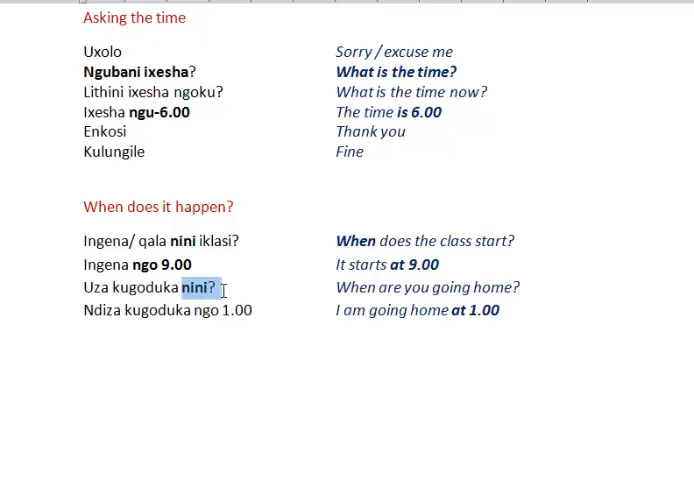 Asking the time
Uxolo Sorry / excuse me
Ngubani ixesha? What is the time?
Lithini ixesha ngoku? What is the time now?
Ixesha ngu-6.00 The time is 6.00
Enkosi Thank you
Kulungile Fine
When does it happen?
Ingena/ qala nini iklasi? When does the class start?
Ingena ngo 9.00 It starts at 9.00
Uza kugoduka nini? When are you going home?
Ndiza kugoduka ngo 1.00 I am going home at 1.00